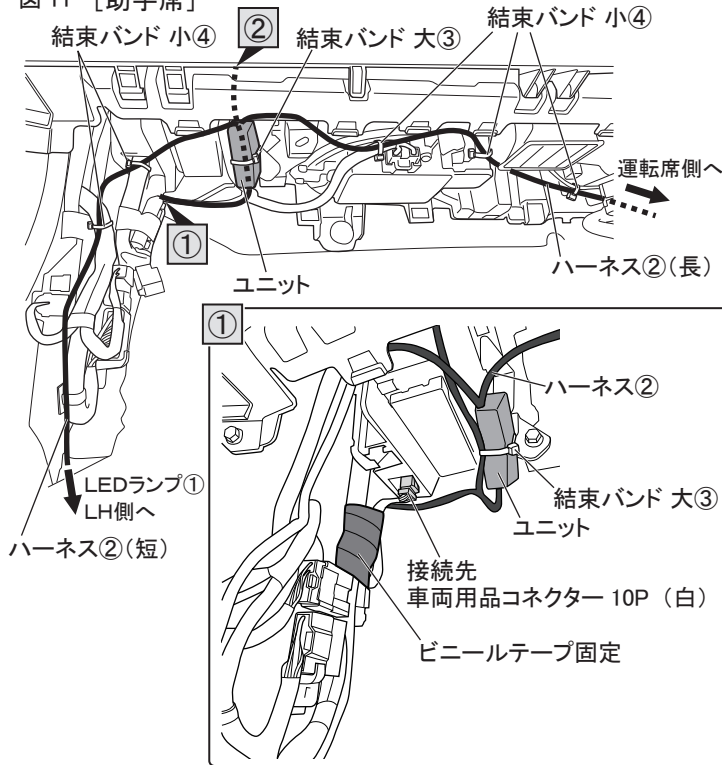 図 11 [助手席]
結束バンド 小④
②
結束バンド 大③
結束バンド 小④
運転席側へ
①
ユニット
ハーネス②(長)
LEDランプ①
LH側へ
ハーネス②(短)
①
ハーネス②
結束バンド 大③
ユニット
接続先
車両用品コネクター 10P (白)
ビニールテープ固定